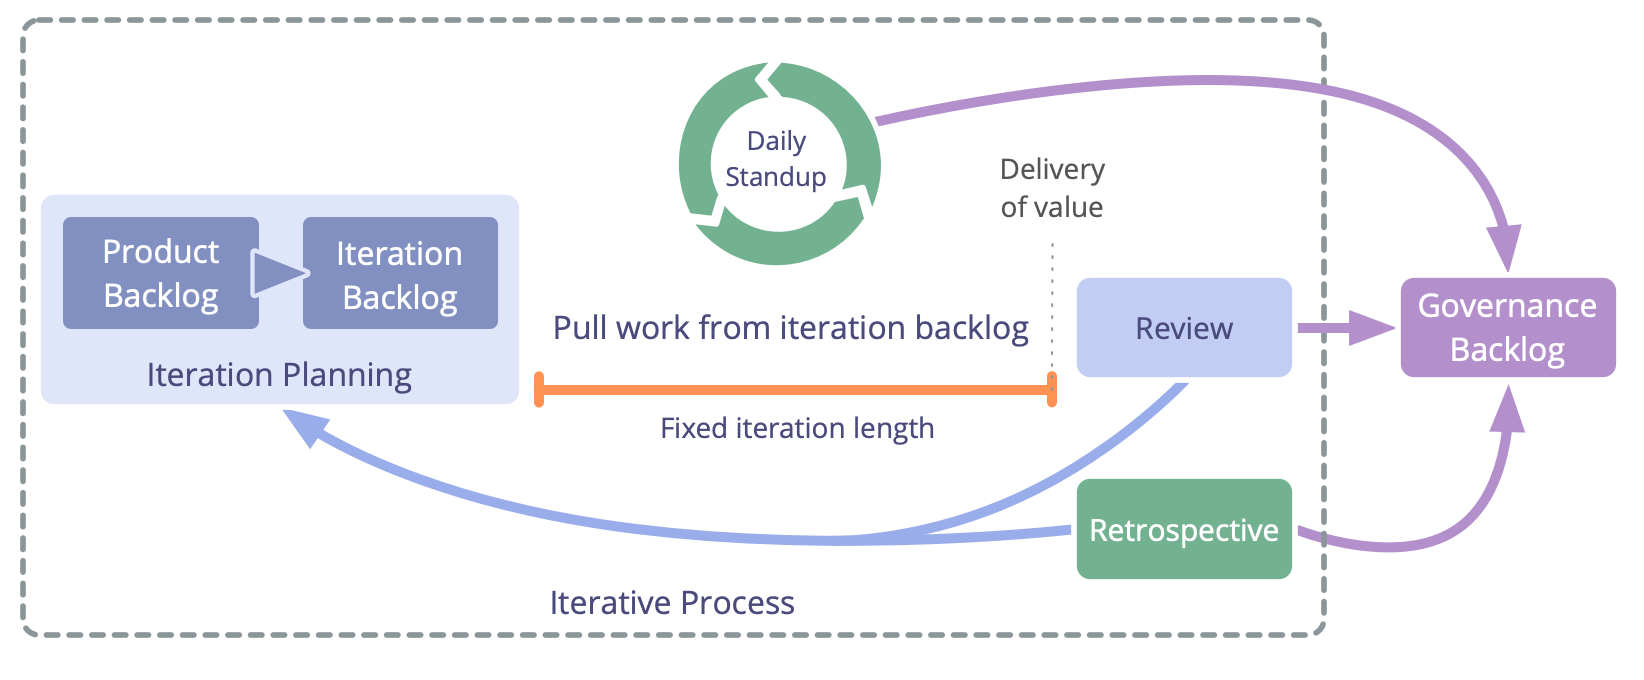 Daily
Standup
Delivery
of value
Product
Backlog
Iteration
Backlog
Iteration Planning
Pull work from iteration backlog
Fixed iteration length
Review
Governance
Backlog
Retrospective
Iterative Process